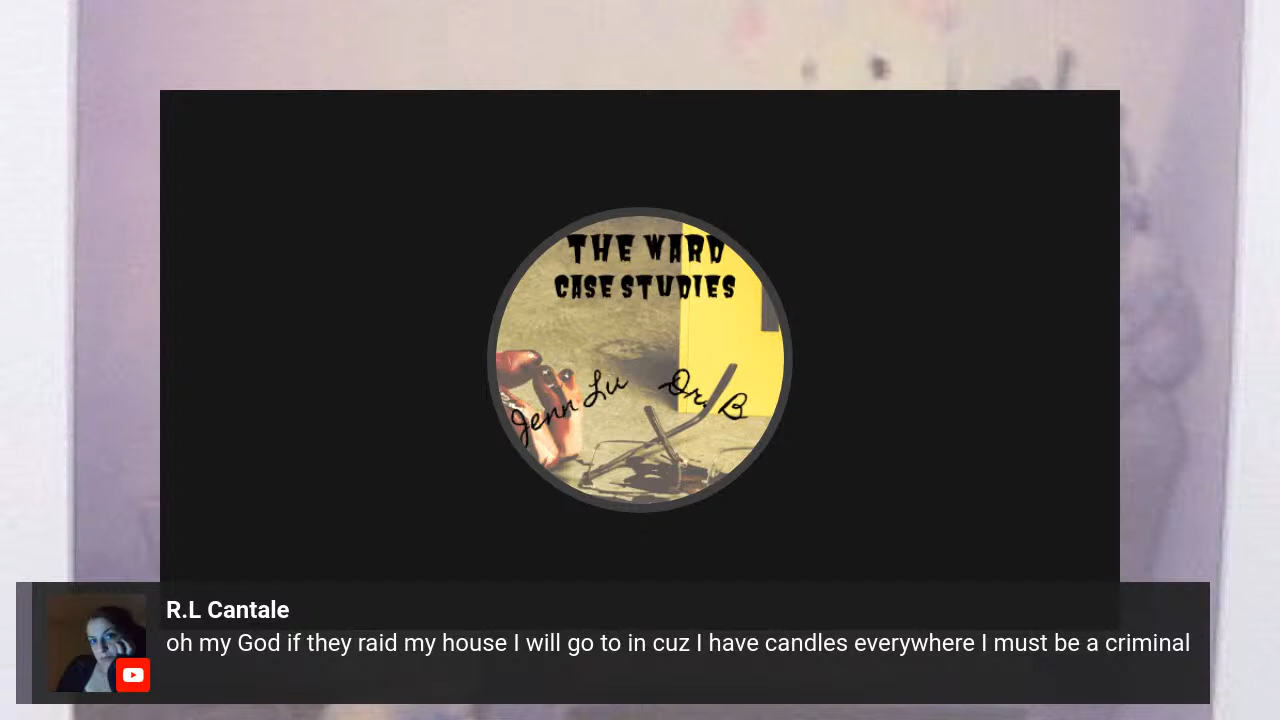 THE WARD
CASE STUDIES
Jenn Lu Dr. B
R.L Cantale
oh my God if they raid my house I will go to in cuz I have candles everywhere I must be a criminal